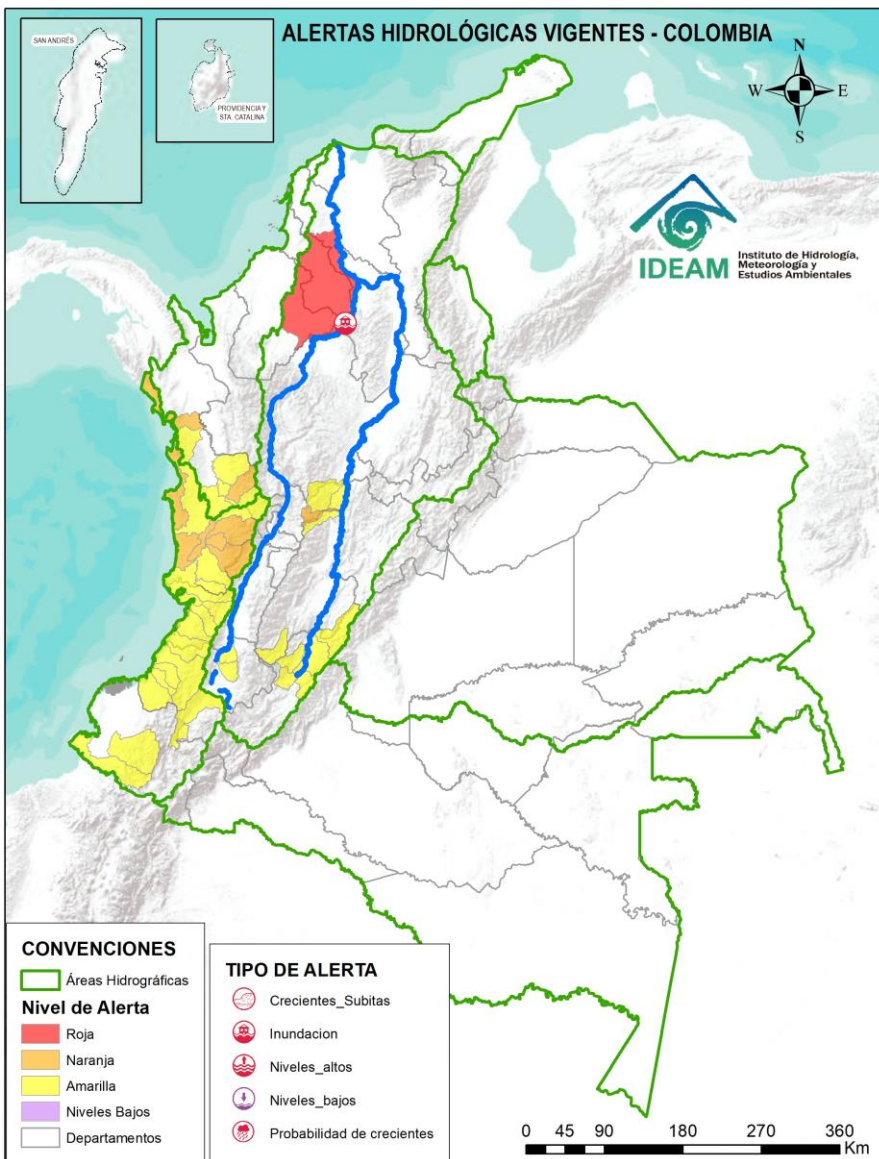 ALERTAS HIDROLÓGICAS VIGENTES - COLOMBIA
SAN ANDRÉS
PROVIDENCIA Y
STA. CATALINA
N
W
E
S
IDEAM
Instituto de Hidrología,
Meteorología y
Estudios Ambientales
CONVENCIONES
Áreas Hidrográficas
Nivel de Alerta
Roja
Naranja
Amarilla
Niveles Bajos
Departamentos
TIPO DE ALERTA
Crecientes_Subitas
Inundacion
Niveles_altos
Niveles_bajos
Probabilidad de crecientes
0 45 90 180 270 360
Km